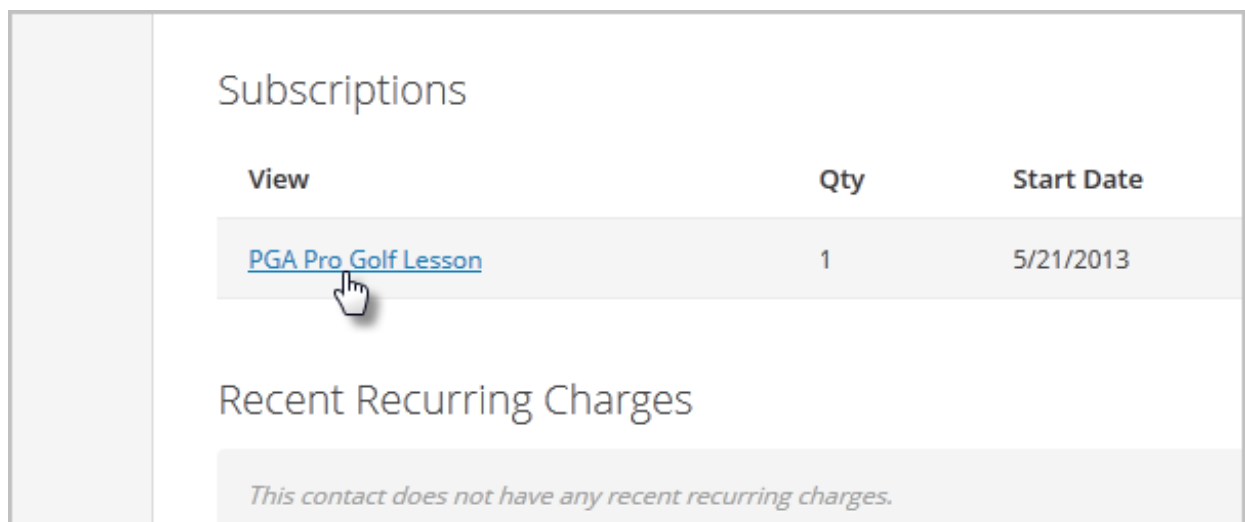 Subscriptions
View Qty Start Date
PGA Pro Golf Lesson 1 5/21/2013
Recent Recurring Charges
This contact does not have any recent recurring charges.